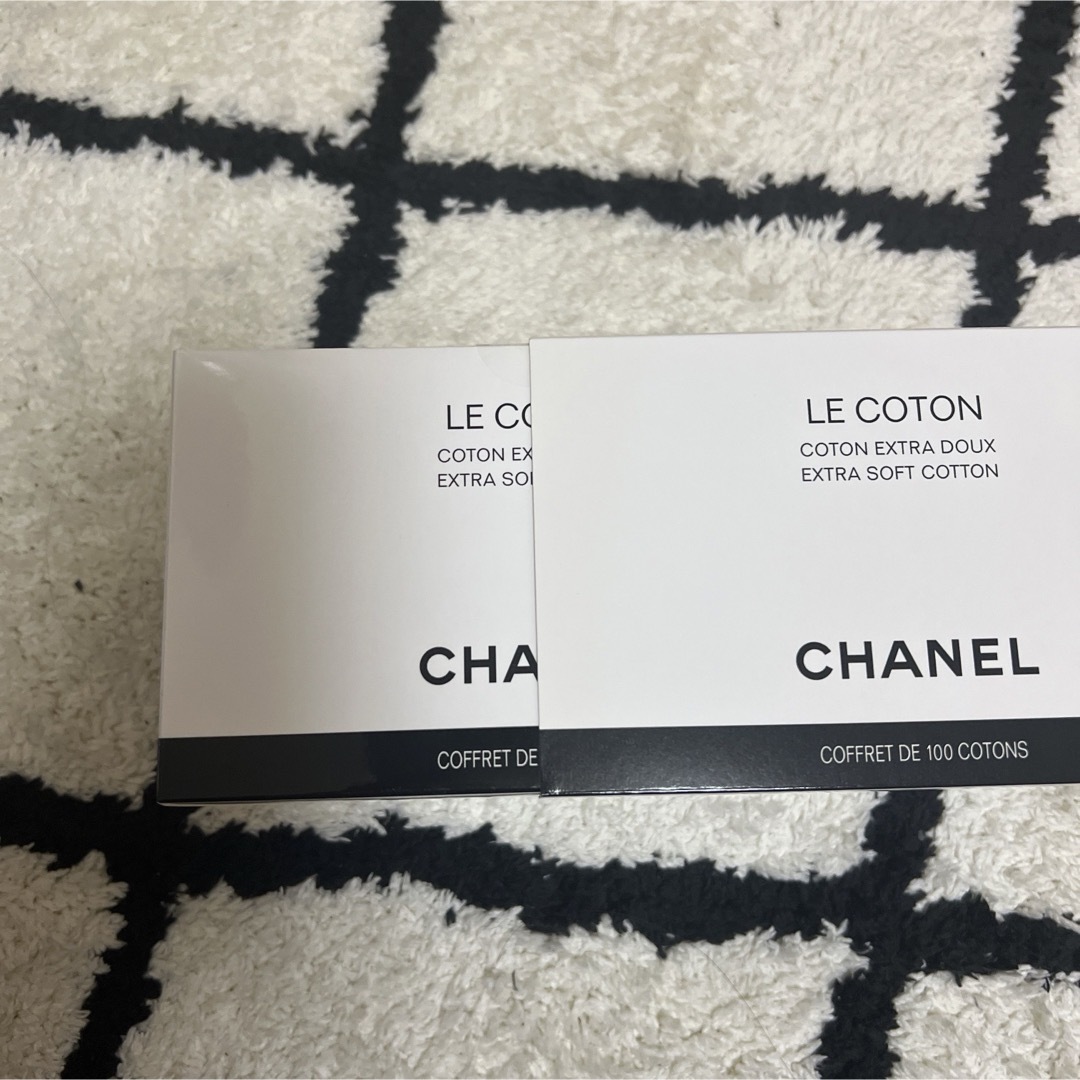 LE CO
COTON EX
EXTRA SOF
CHA
COFFRET DE
LE COTON
COTON EXTRA DOUX
EXTRA SOFT COTTON
CHANEL
COFFRET DE 100 COTONS